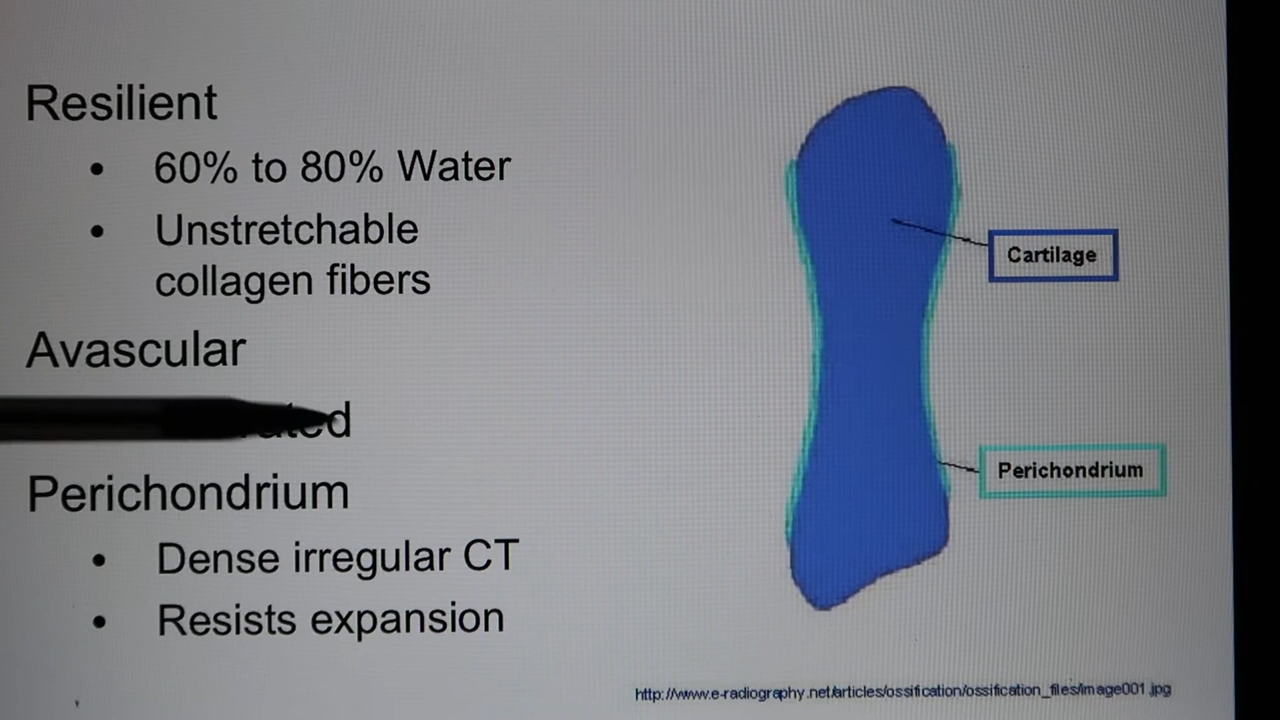 Resilient
• 60% to 80% Water
• Unstretchable
collagen fibers
Avascular
Perichondrium
• Dense irregular CT
• Resists expansion
Cartilage
Perichondrium
http://www.e-radiography.net/articles/ossification/ossification_files/image001.jpg